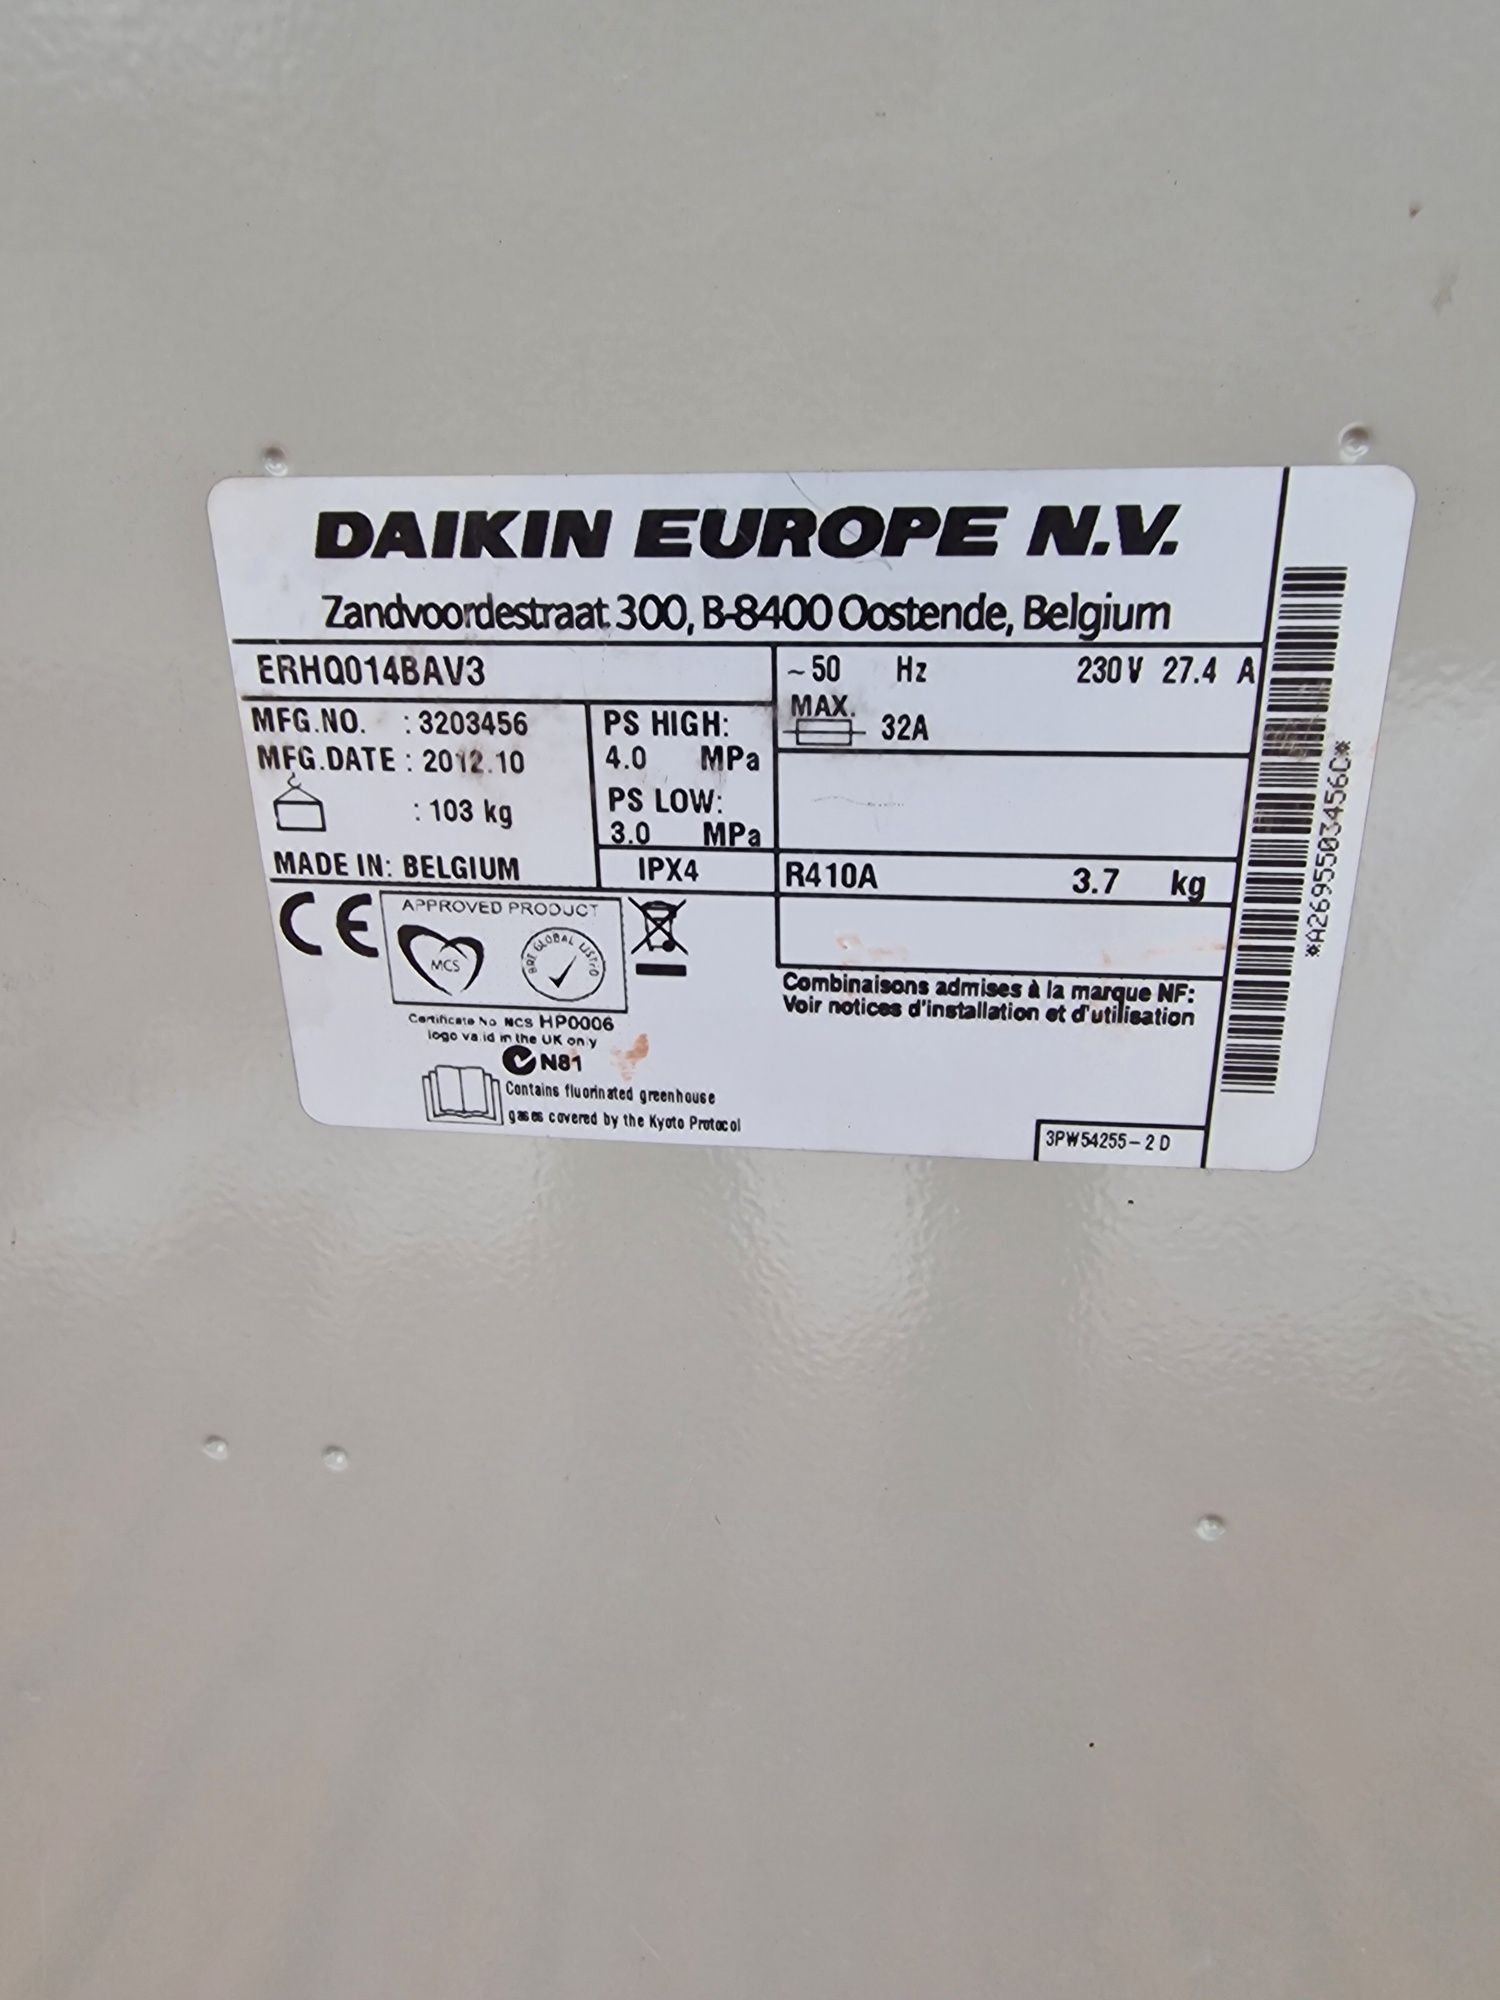 DAIKIN EUROPE N.V.
Zandvoordestraat 300, B-8400 Oostende, Belgium
ERHQ014BAV3
~50 Hz 230V 27.4 A
MAX. 32A
MFG.NO. : 3203456
MFG.DATE : 2012.10
: 103 kg
MADE IN: BELGIUM
PS HIGH:
4.0 MPa
PS LOW:
3.0 MPa
IPX4
R410A 3.7 kg
CE
APPROVED PRODUCT
MCS
BRE GLOBAL LISTED
Certificate No MCS HP0006
logo valid in the UK only
N81
Contains fluorinated greenhouse
gases covered by the Kyoto Protocol
Combinaisons admises à la marque NF:
Voir notices d'installation et d'utilisation
3PW54255-2 D
*A2695503456C*